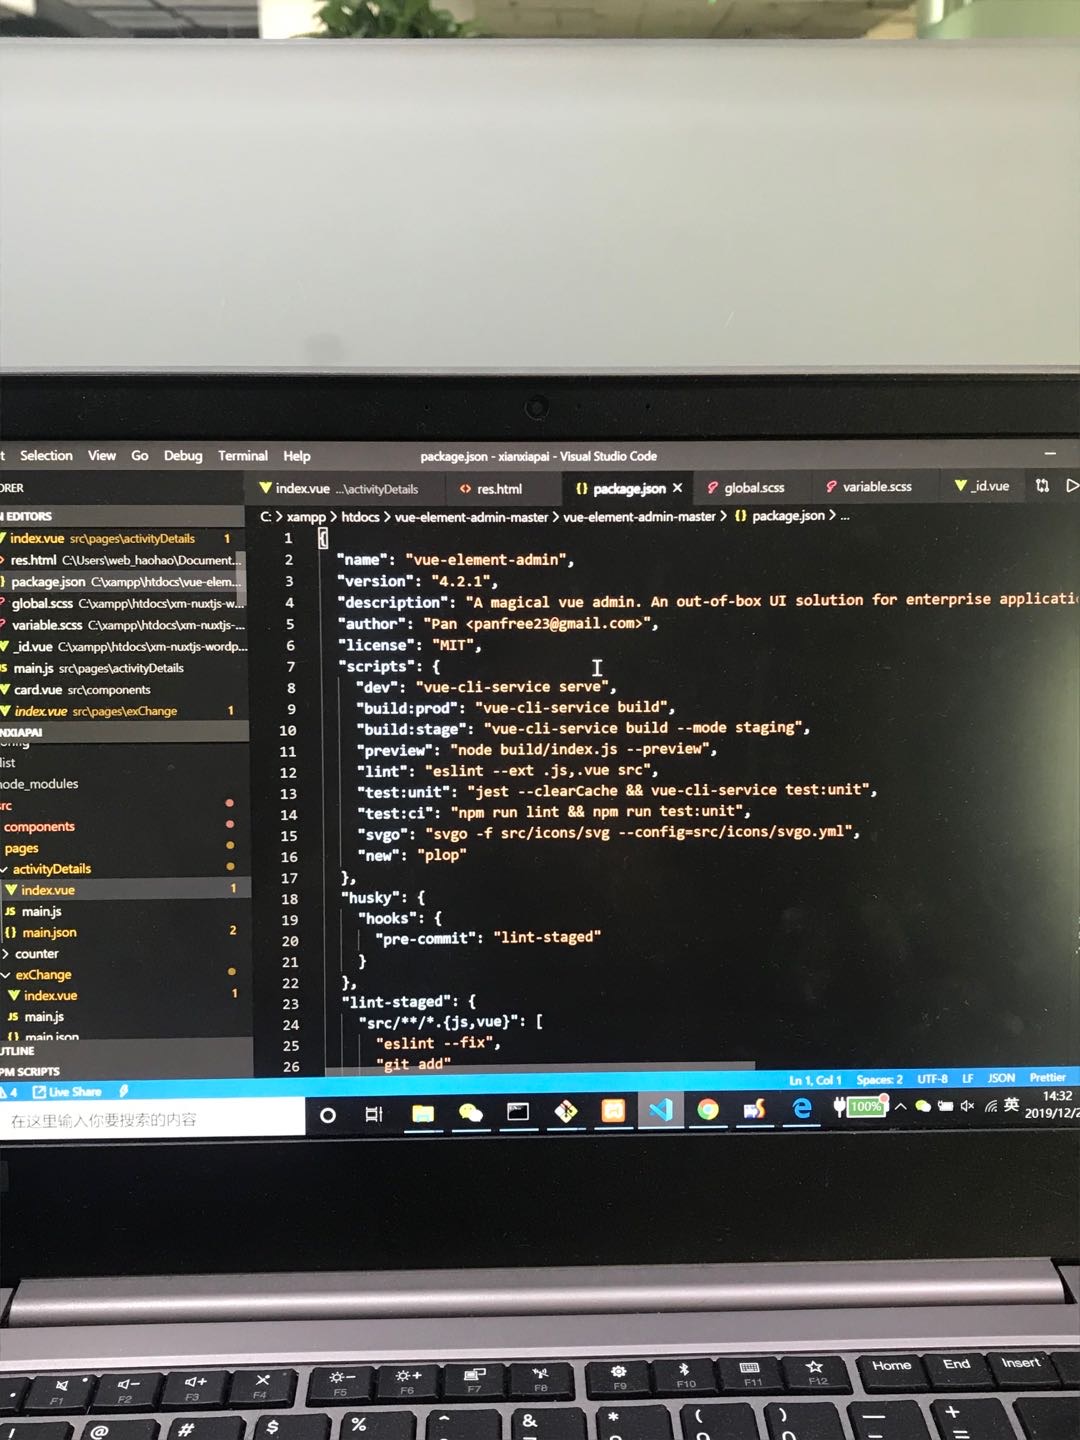 Selection View Go Debug Terminal Help package.json - xianxiapai - Visual Studio Code
index.vue ...\activityDetails res.html package.json global.scss variable.scss _id.vue
EDITORS
C: > xampp > htdocs > vue-element-admin-master > vue-element-admin-master > {} package.json > ...
index.vue src\pages\activityDetails 1
res.html C:\Users\web_haohao\Document...
package.json C:\xampp\htdocs\vue-elem...
global.scss C:\xampp\htdocs\xm-nuxtjs-w...
variable.scss C:\xampp\htdocs\xm-nuxtjs-...
_id.vue C:\xampp\htdocs\xm-nuxtjs-wordp...
JS main.js src\pages\activityDetails
card.vue src\components
index.vue src\pages\exChange 1
NXIAPAI
list
node_modules
src
components
pages
activityDetails
index.vue 1
JS main.js
{} main.json 2
counter
exChange
index.vue 1
JS main.js
{} main.json
OUTLINE
NPM SCRIPTS
1 {
2 "name": "vue-element-admin",
3 "version": "4.2.1",
4 "description": "A magical vue admin. An out-of-box UI solution for enterprise applicati
5 "author": "Pan <panfree23@gmail.com>",
6 "license": "MIT",
7 "scripts": {
8 "dev": "vue-cli-service serve",
9 "build:prod": "vue-cli-service build",
10 "build:stage": "vue-cli-service build --mode staging",
11 "preview": "node build/index.js --preview",
12 "lint": "eslint --ext .js,.vue src",
13 "test:unit": "jest --clearCache && vue-cli-service test:unit",
14 "test:ci": "npm run lint && npm run test:unit",
15 "svgo": "svgo -f src/icons/svg --config=src/icons/svgo.yml",
16 "new": "plop"
17 },
18 "husky": {
19 "hooks": {
20 "pre-commit": "lint-staged"
21 }
22 },
23 "lint-staged": {
24 "src/**/*.{js,vue}": [
25 "eslint --fix",
26 "git add"
4 Live Share Ln 1, Col 1 Spaces: 2 UTF-8 LF JSON Prettier
在这里输入你要搜索的内容 100% 英 14:32
2019/12/2
F1 F2 F3 F4 F5 F6 F7 F8 F9 F10 F11 F12 Home End Insert
! @ # $ % ^ & * ( ) — + =